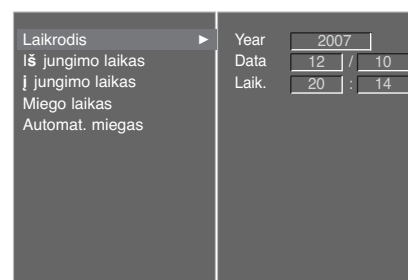 Laikrodis ►
Iš jungimo laikas
Į jungimo laikas
Miego laikas
Automat. miegas
Year 2007
Data 12 / 10
Laik. 20 : 14